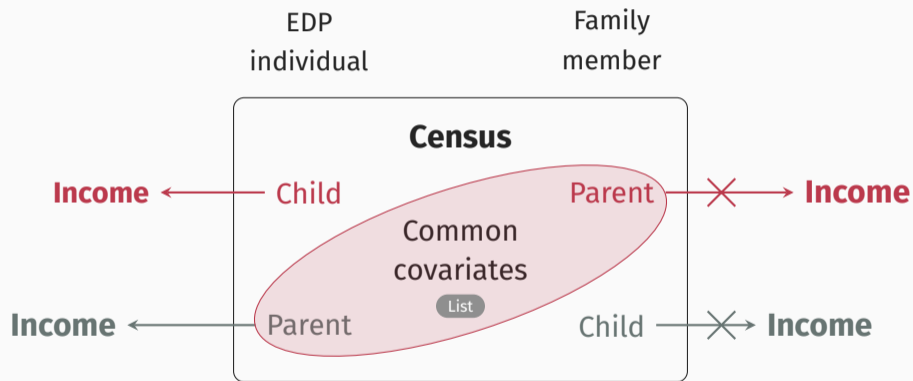 EDP
individual
Family
member
Census
Income
Child
Parent
Income
Common
covariates
List
Income
Parent
Child
Income